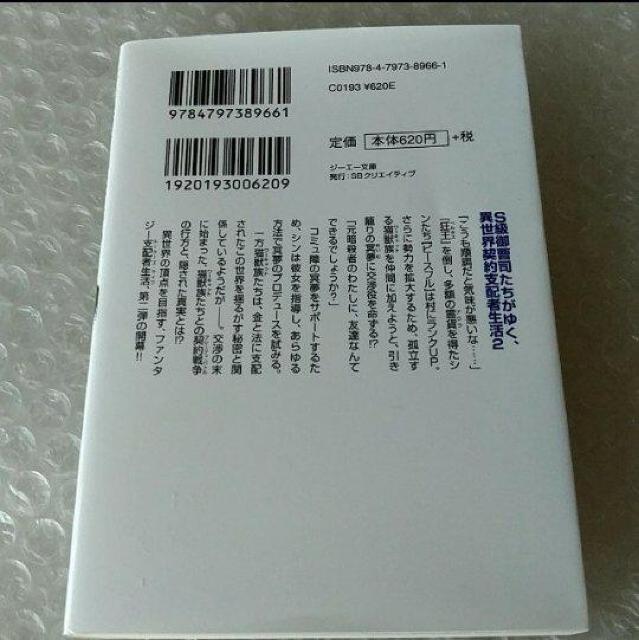 ISBN978-4-7973-8966-1
C0193 ¥620E
9784797389661
1920193006209
定価 本体620円 +税
ジーエー文庫
発行:SBクリエイティブ
S級御曹司たちがゆく、
異世界契約支配者生活2
「こうも順調だと気味が悪いな……」
『狂王』を倒し、多額の
を得たシ
ンたち『ピースフル』は村にランクUP。
さらに勢力を拡大するため、孤立す
る猫獣族を仲間に加えようと、引き
籠りの冥夢に交渉役を命ずる!?
「元暗殺者のわたしに、友達なんて
できるでしょうか?」
コミュ障の冥夢をサポートするた
め、シンは彼女を指導し、あらゆる
方法で冥夢のプロデュースを試みる。
一方猫獣族たちは、金と法に支配
されたこの世界を揺るがす秘密と関
係しているようだが――。交渉の末
に始まった、猫獣族たちとの契約戦争
の行方と、隠された真実とは!?
異世界の頂点を目指す、ファンタ
ジー支配者生活、第二弾の開幕!!